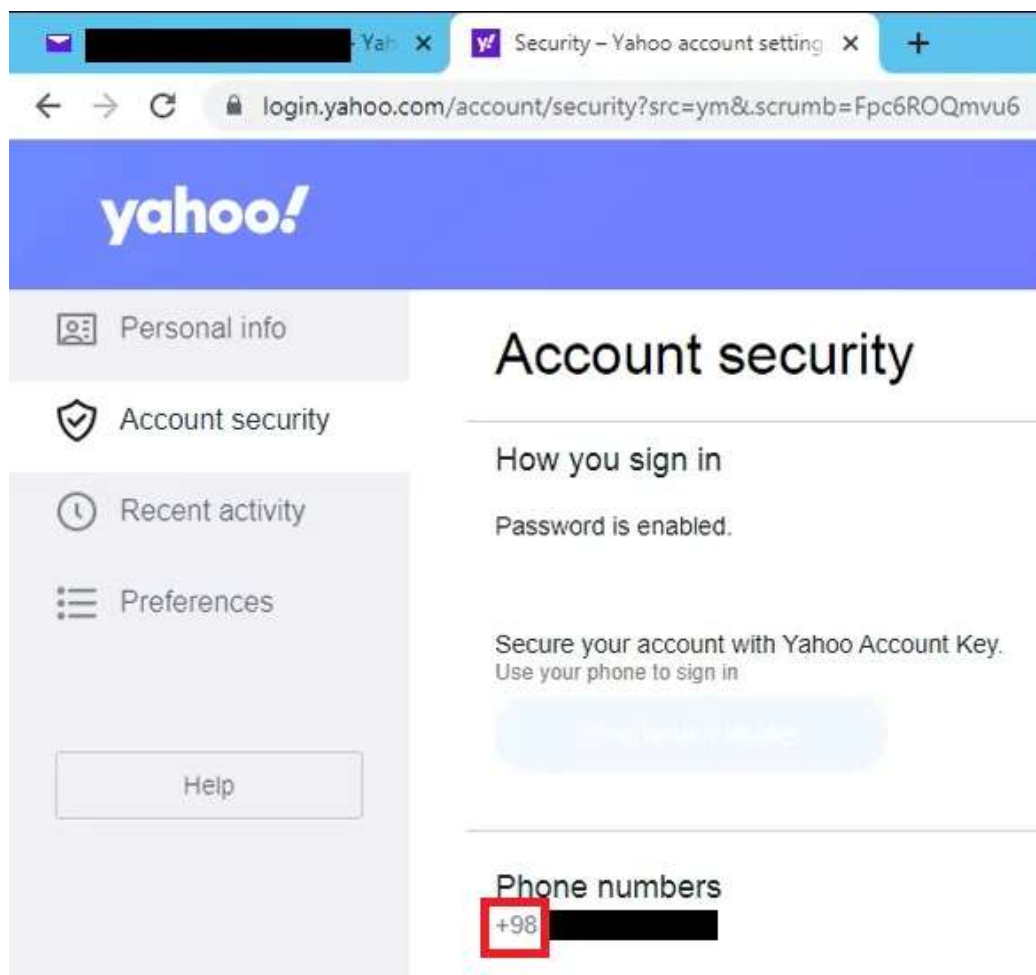 Yah
Security – Yahoo account setting
login.yahoo.com/account/security?src=ym&.scrumb=Fpc6ROQmvu6
yahoo!
Personal info
Account security
Recent activity
Preferences
Help
Account security
How you sign in
Password is enabled.
Secure your account with Yahoo Account Key.
Use your phone to sign in
Phone numbers
+98